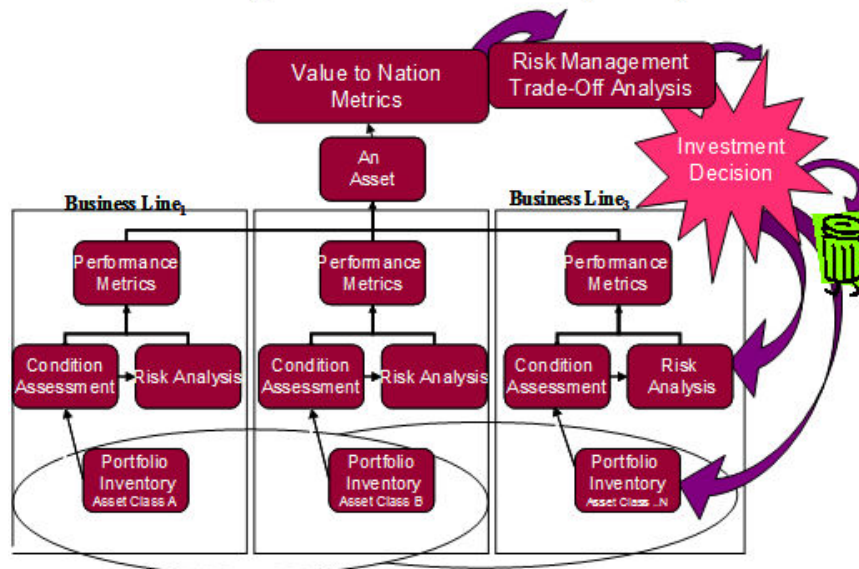 Value to Nation
Metrics
Risk Management
Trade-Off Analysis
Investment
Decision
An
Asset
Business Line1
Business Line3
Performance
Metrics
Performance
Metrics
Performance
Metrics
Condition
Assessment
Risk Analysis
Condition
Assessment
Risk Analysis
Condition
Assessment
Risk
Analysis
Portfolio
Inventory
Asset Class A
Portfolio
Inventory
Asset Class B
Portfolio
Inventory
Asset Class ..N